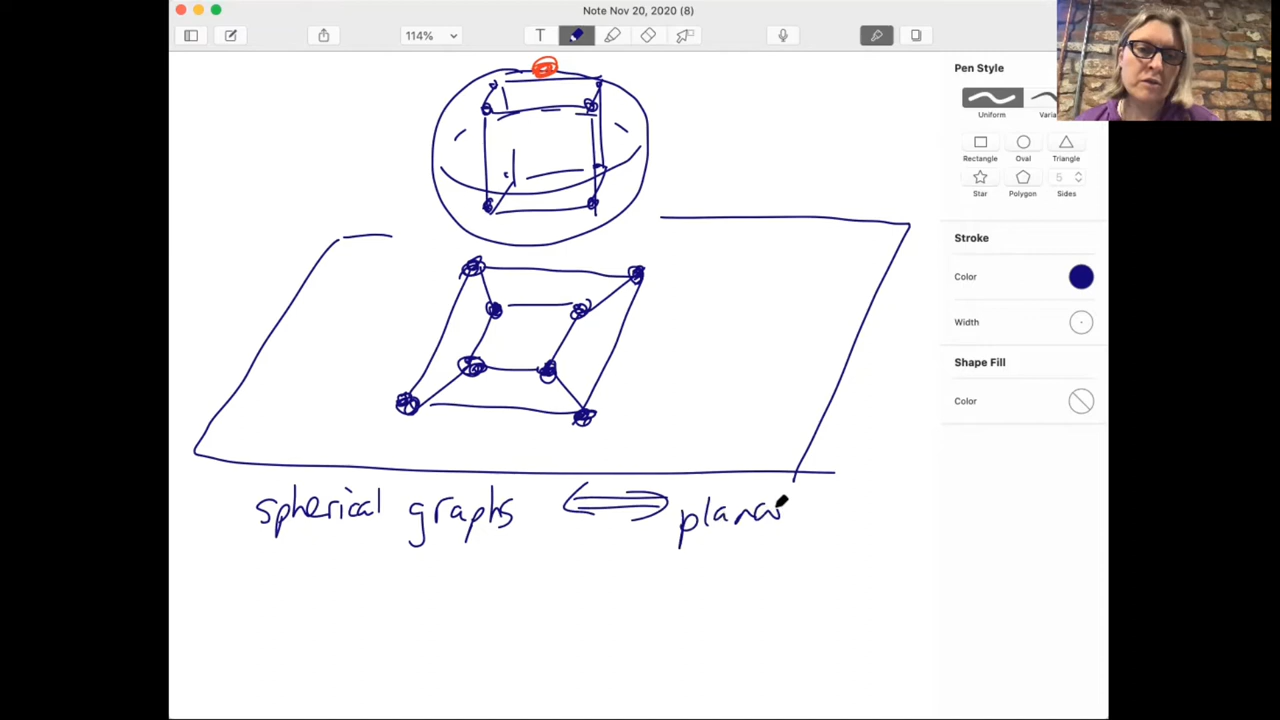 Note Nov 20, 2020 (8)
114%
T
Pen Style
Uniform
Varia
Rectangle
Oval
Triangle
Star
Polygon
5
Sides
Stroke
Color
Width
Shape Fill
Color
spherical graphs ⟺ planar